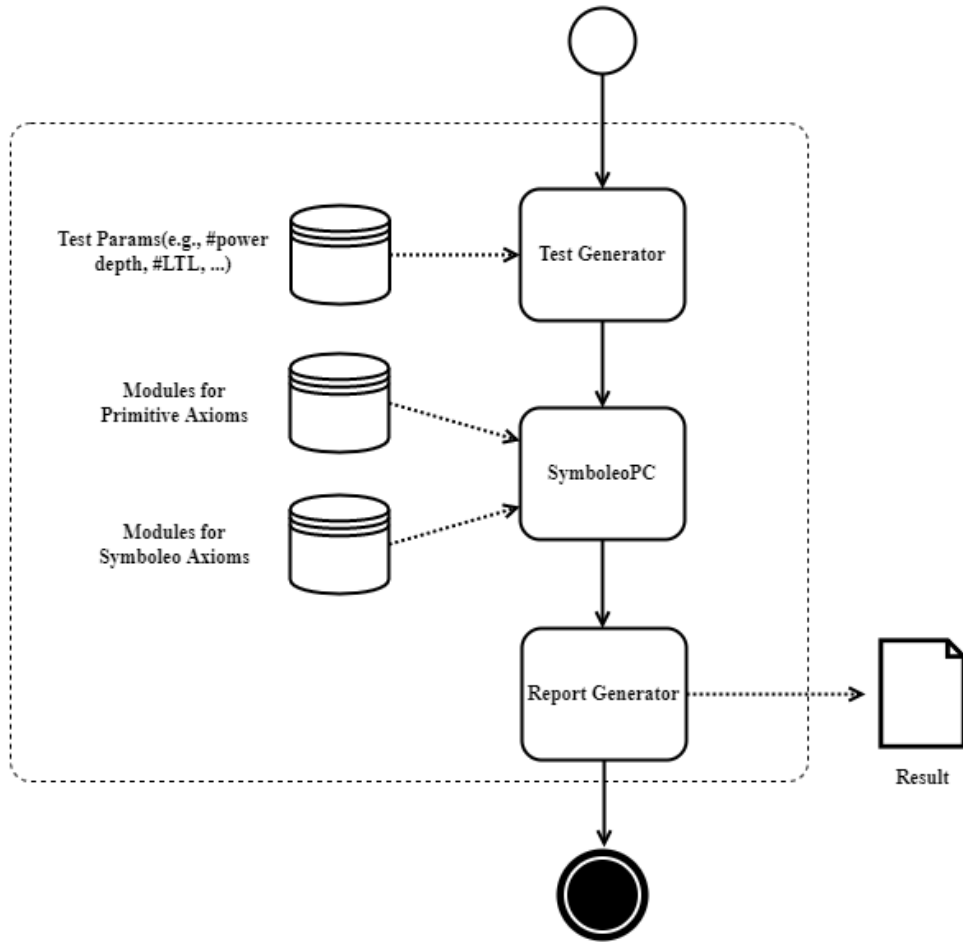 Test Params(e.g., #power
depth, #LTL, ...)
Test Generator
Modules for
Primitive Axioms
SymboleoPC
Modules for
Symboleo Axioms
Report Generator
Result